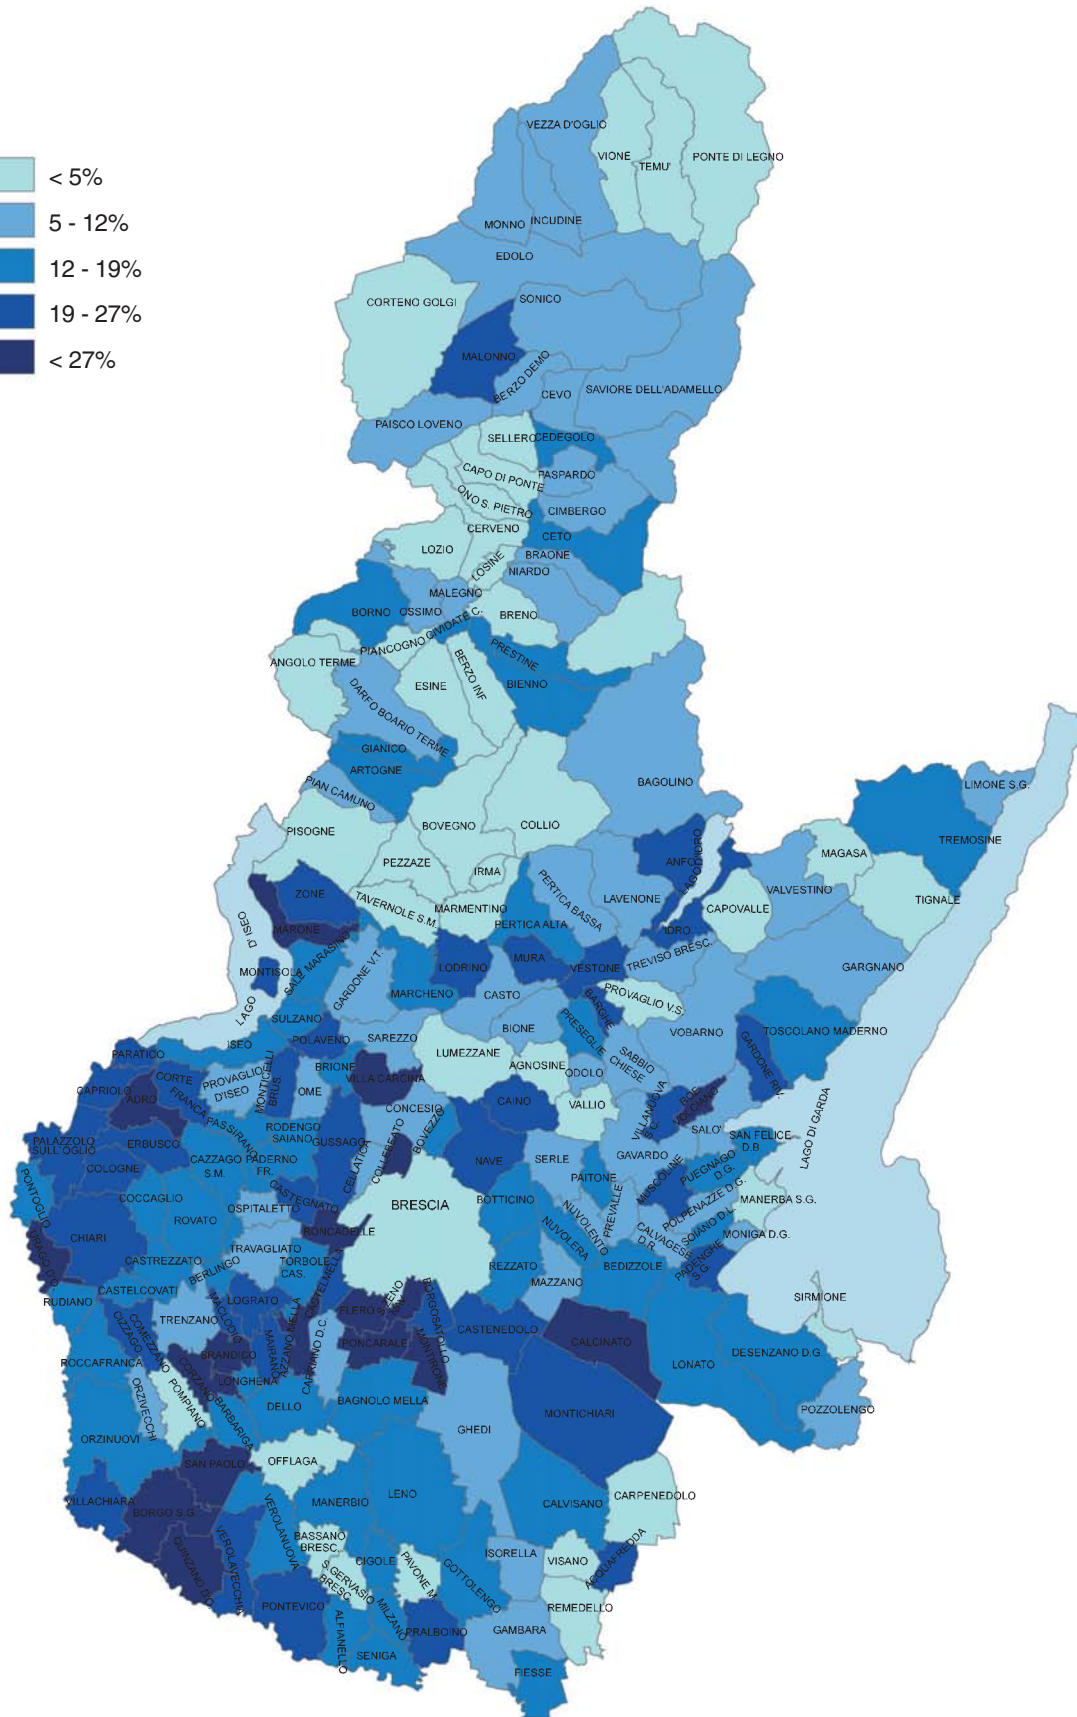 < 5%
5 - 12%
12 - 19%
19 - 27%
< 27%
VEZZA D'OGLIO
VIONE
TEMU'
PONTE DI LEGNO
MONNO
INCUDINE
EDOLO
CORTENO GOLGI
SONICO
MALONNO
BERZO DEMO
CEVO
SAVIORE DELL'ADAMELLO
PAISCO LOVENO
SELLERO
CEDEGOLO
CAPO DI PONTE
PASPARDO
ONO S. PIETRO
CIMBERGO
CERVENO
CETO
LOZIO
LOSINE
BRAONE
NIARDO
MALEGNO
BORNO
OSSIMO
CIVIDATE C.
BRENO
PIANCOGNO
PRESTINE
ANGOLO TERME
BERZO INF
BIENNO
ESINE
DARFO BOARIO TERME
GIANICO
ARTOGNE
PIAN CAMUNO
BAGOLINO
LIMONE S.G.
PISOGNE
BOVEGNO
COLLIO
TREMOSINE
PEZZAZE
IRMA
ANFO
LAGO D'IDRO
MAGASA
ZONE
TAVERNOLE S.M.
MARMENTINO
PERTICA BASSA
LAVENONE
VALVESTINO
TIGNALE
CAPOVALLE
MARONE
PERTICA ALTA
IDRO
LAGO
D'ISEO
MONTISOLA
SALE MARASINO
GARDONE V.T.
LODRINO
MURA
VESTONE
TREVISO BRESC.
GARGNANO
MARCHENO
CASTO
BARGHE
PROVAGLIO V.S.
SULZANO
BIONE
PRESEGLIE
VOBARNO
TOSCOLANO MADERNO
POLAVENO
SAREZZO
ISEO
PARATICO
LUMEZZANE
AGNOSINE
ODOLO
SABBIO
CHIESE
GARDONE RIV.
CAPRIOLO
ADRO
CORTE
FRANCA
PROVAGLIO
D'ISEO
MONTICELLI
BRUS.
OME
BRIONE
VILLA CARCINA
CAINO
VALLIO
VILLANUOVA
S.C.
ROE'
VOLCIANO
LAGO DI GARDA
CONCESIO
BOVEZZO
PASSIRANO
RODENGO
SAIANO
GUSSAGO
CELLATICA
COLLEBEATO
NAVE
SERLE
GAVARDO
SALO'
SAN FELICE
D.B
PALAZZOLO
SULL'OGLIO
ERBUSCO
COLOGNE
CAZZAGO
S.M.
PADERNO
FR.
CASTEGNATO
PAITONE
MUSCOLINE
PUEGNAGO
D.G.
MANERBA S.G.
PONTOGLIO
COCCAGLIO
ROVATO
OSPITALETTO
RONCADELLE
BRESCIA
BOTTICINO
NUVOLENTO
PREVALLE
POLPENAZZE D.G.
SOIANO D.L.
MONIGA D.G.
CHIARI
TRAVAGLIATO
NUVOLERA
CALVAGESE
D.R.
PADENGHE
S.G.
URAGO D'O.
CASTREZZATO
BERLINGO
TORBOLE
CAS.
CASTELMELLA
REZZATO
MAZZANO
BEDIZZOLE
RUDIANO
CASTELCOVATI
LOGRATO
MACLODIO
FLERO
BORGOSATOLLO
SIRMIONE
TRENZANO
COMEZZANO
CIZZAGO
BRANDICO
MAIRANO
AZZANO MELLA
CAPRIANO D.C.
PONCARALE
MONTIRONE
CASTENEDOLO
CALCINATO
LONATO
DESENZANO D.G.
ROCCAFRANCA
ORZIVECCHI
POMPIANO
CORZANO
LONGHENA
BARBARIGA
DELLO
BAGNOLO MELLA
GHEDI
MONTICHIARI
POZZOLENGO
ORZINUOVI
SAN PAOLO
OFFLAGA
VILLACHIARA
BORGO S.G.
MANERBIO
LENO
CALVISANO
CARPENEDOLO
QUINZANO D'O.
VEROLAVECCHIA
VEROLANUOVA
BASSANO
BRESC.
S.GERVASIO
BRESC.
CIGOLE
PAVONE M.
GOTTOLENGO
ISORELLA
VISANO
ACQUAFREDDA
REMEDELLO
PONTEVICO
ALFIANELLO
MILZANO
PRALBOINO
GAMBARA
SENIGA
FIESSE